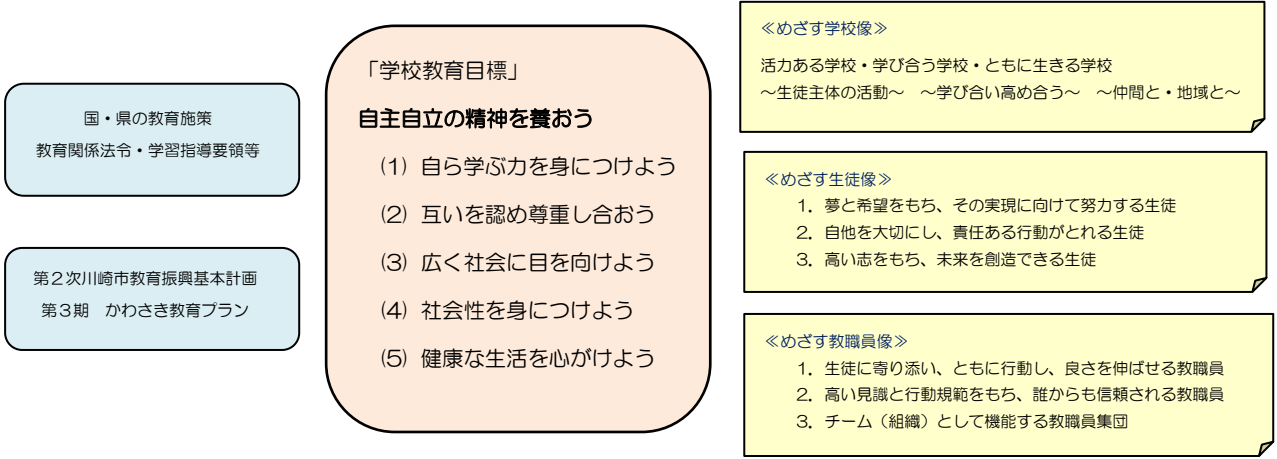 国・県の教育施策
教育関係法令・学習指導要領等
第２次川崎市教育振興基本計画
第３期　かわさき教育プラン
「学校教育目標」
自主自立の精神を養おう
(1) 自ら学ぶ力を身につけよう
(2) 互いを認め尊重し合おう
(3) 広く社会に目を向けよう
(4) 社会性を身につけよう
(5) 健康な生活を心がけよう
≪めざす学校像≫
活力ある学校・学び合う学校・ともに生きる学校
～生徒主体の活動～　～学び合い高め合う～　～仲間と・地域と～
≪めざす生徒像≫
１．夢と希望をもち、その実現に向けて努力する生徒
２．自他を大切にし、責任ある行動がとれる生徒
３．高い志をもち、未来を創造できる生徒
≪めざす教職員像≫
１．生徒に寄り添い、ともに行動し、良さを伸ばせる教職員
２．高い見識と行動規範をもち、誰からも信頼される教職員
３．チーム（組織）として機能する教職員集団